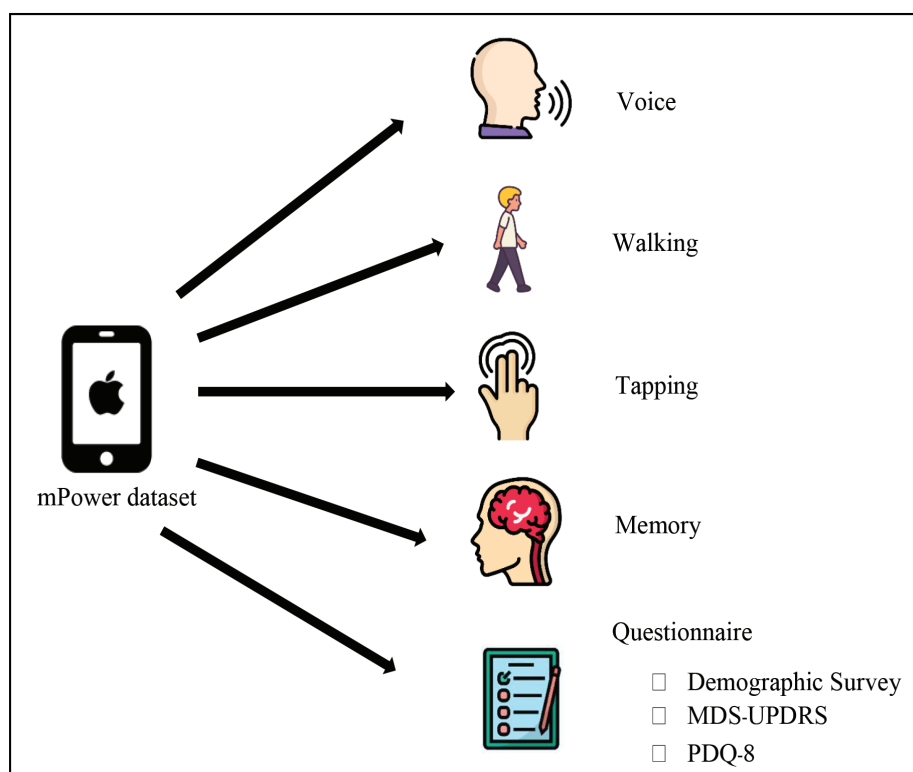 Voice
Walking
mPower dataset
Tapping
Memory
Questionnaire
□ Demographic Survey
□ MDS-UPDRS
□ PDQ-8